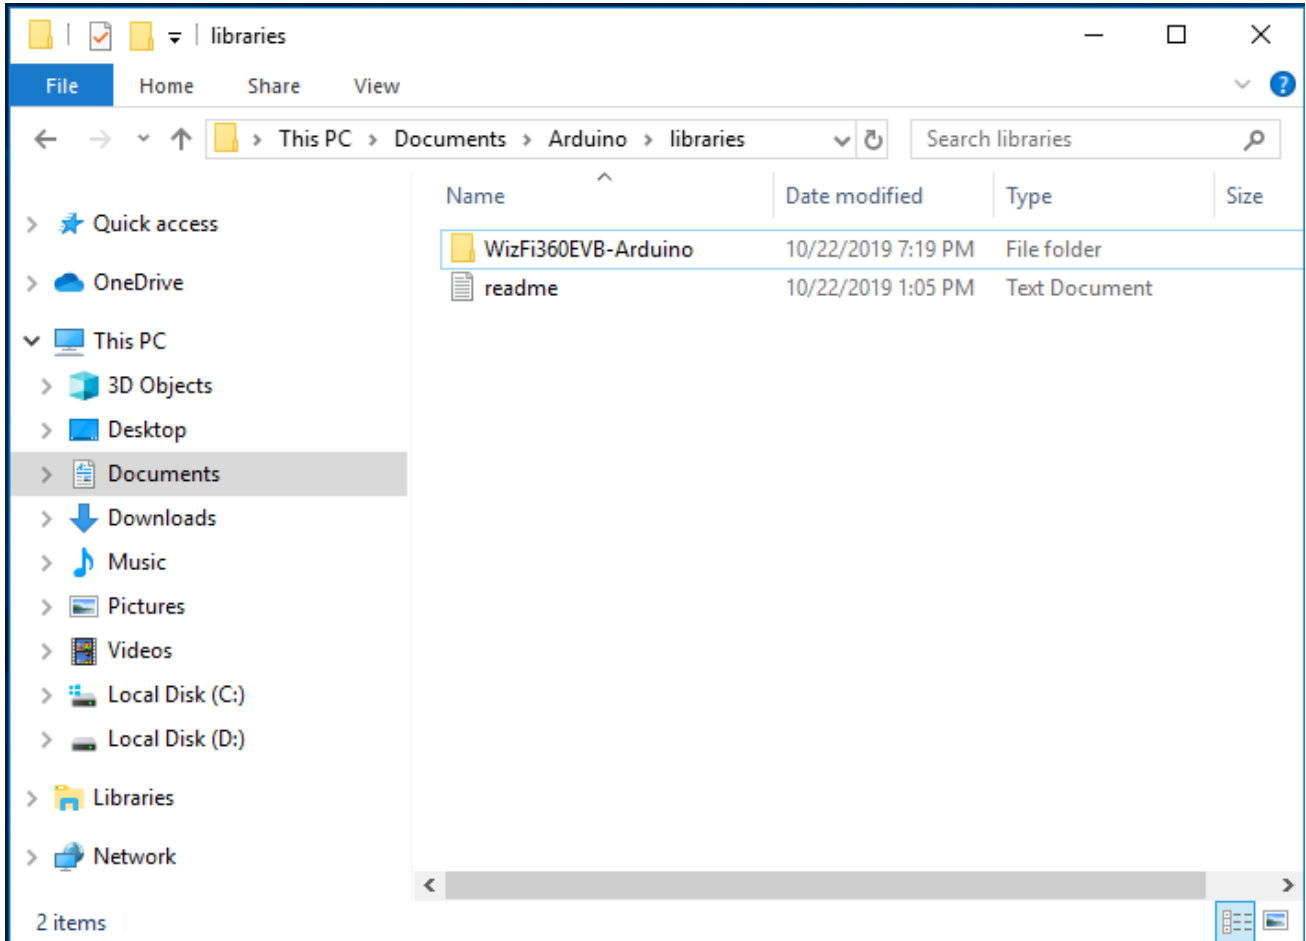 libraries
File Home Share View
This PC > Documents > Arduino > libraries Search libraries
Name Date modified Type Size
Quick access
WizFi360EVB-Arduino 10/22/2019 7:19 PM File folder
OneDrive
readme 10/22/2019 1:05 PM Text Document
This PC
3D Objects
Desktop
Documents
Downloads
Music
Pictures
Videos
Local Disk (C:)
Local Disk (D:)
Libraries
Network
2 items